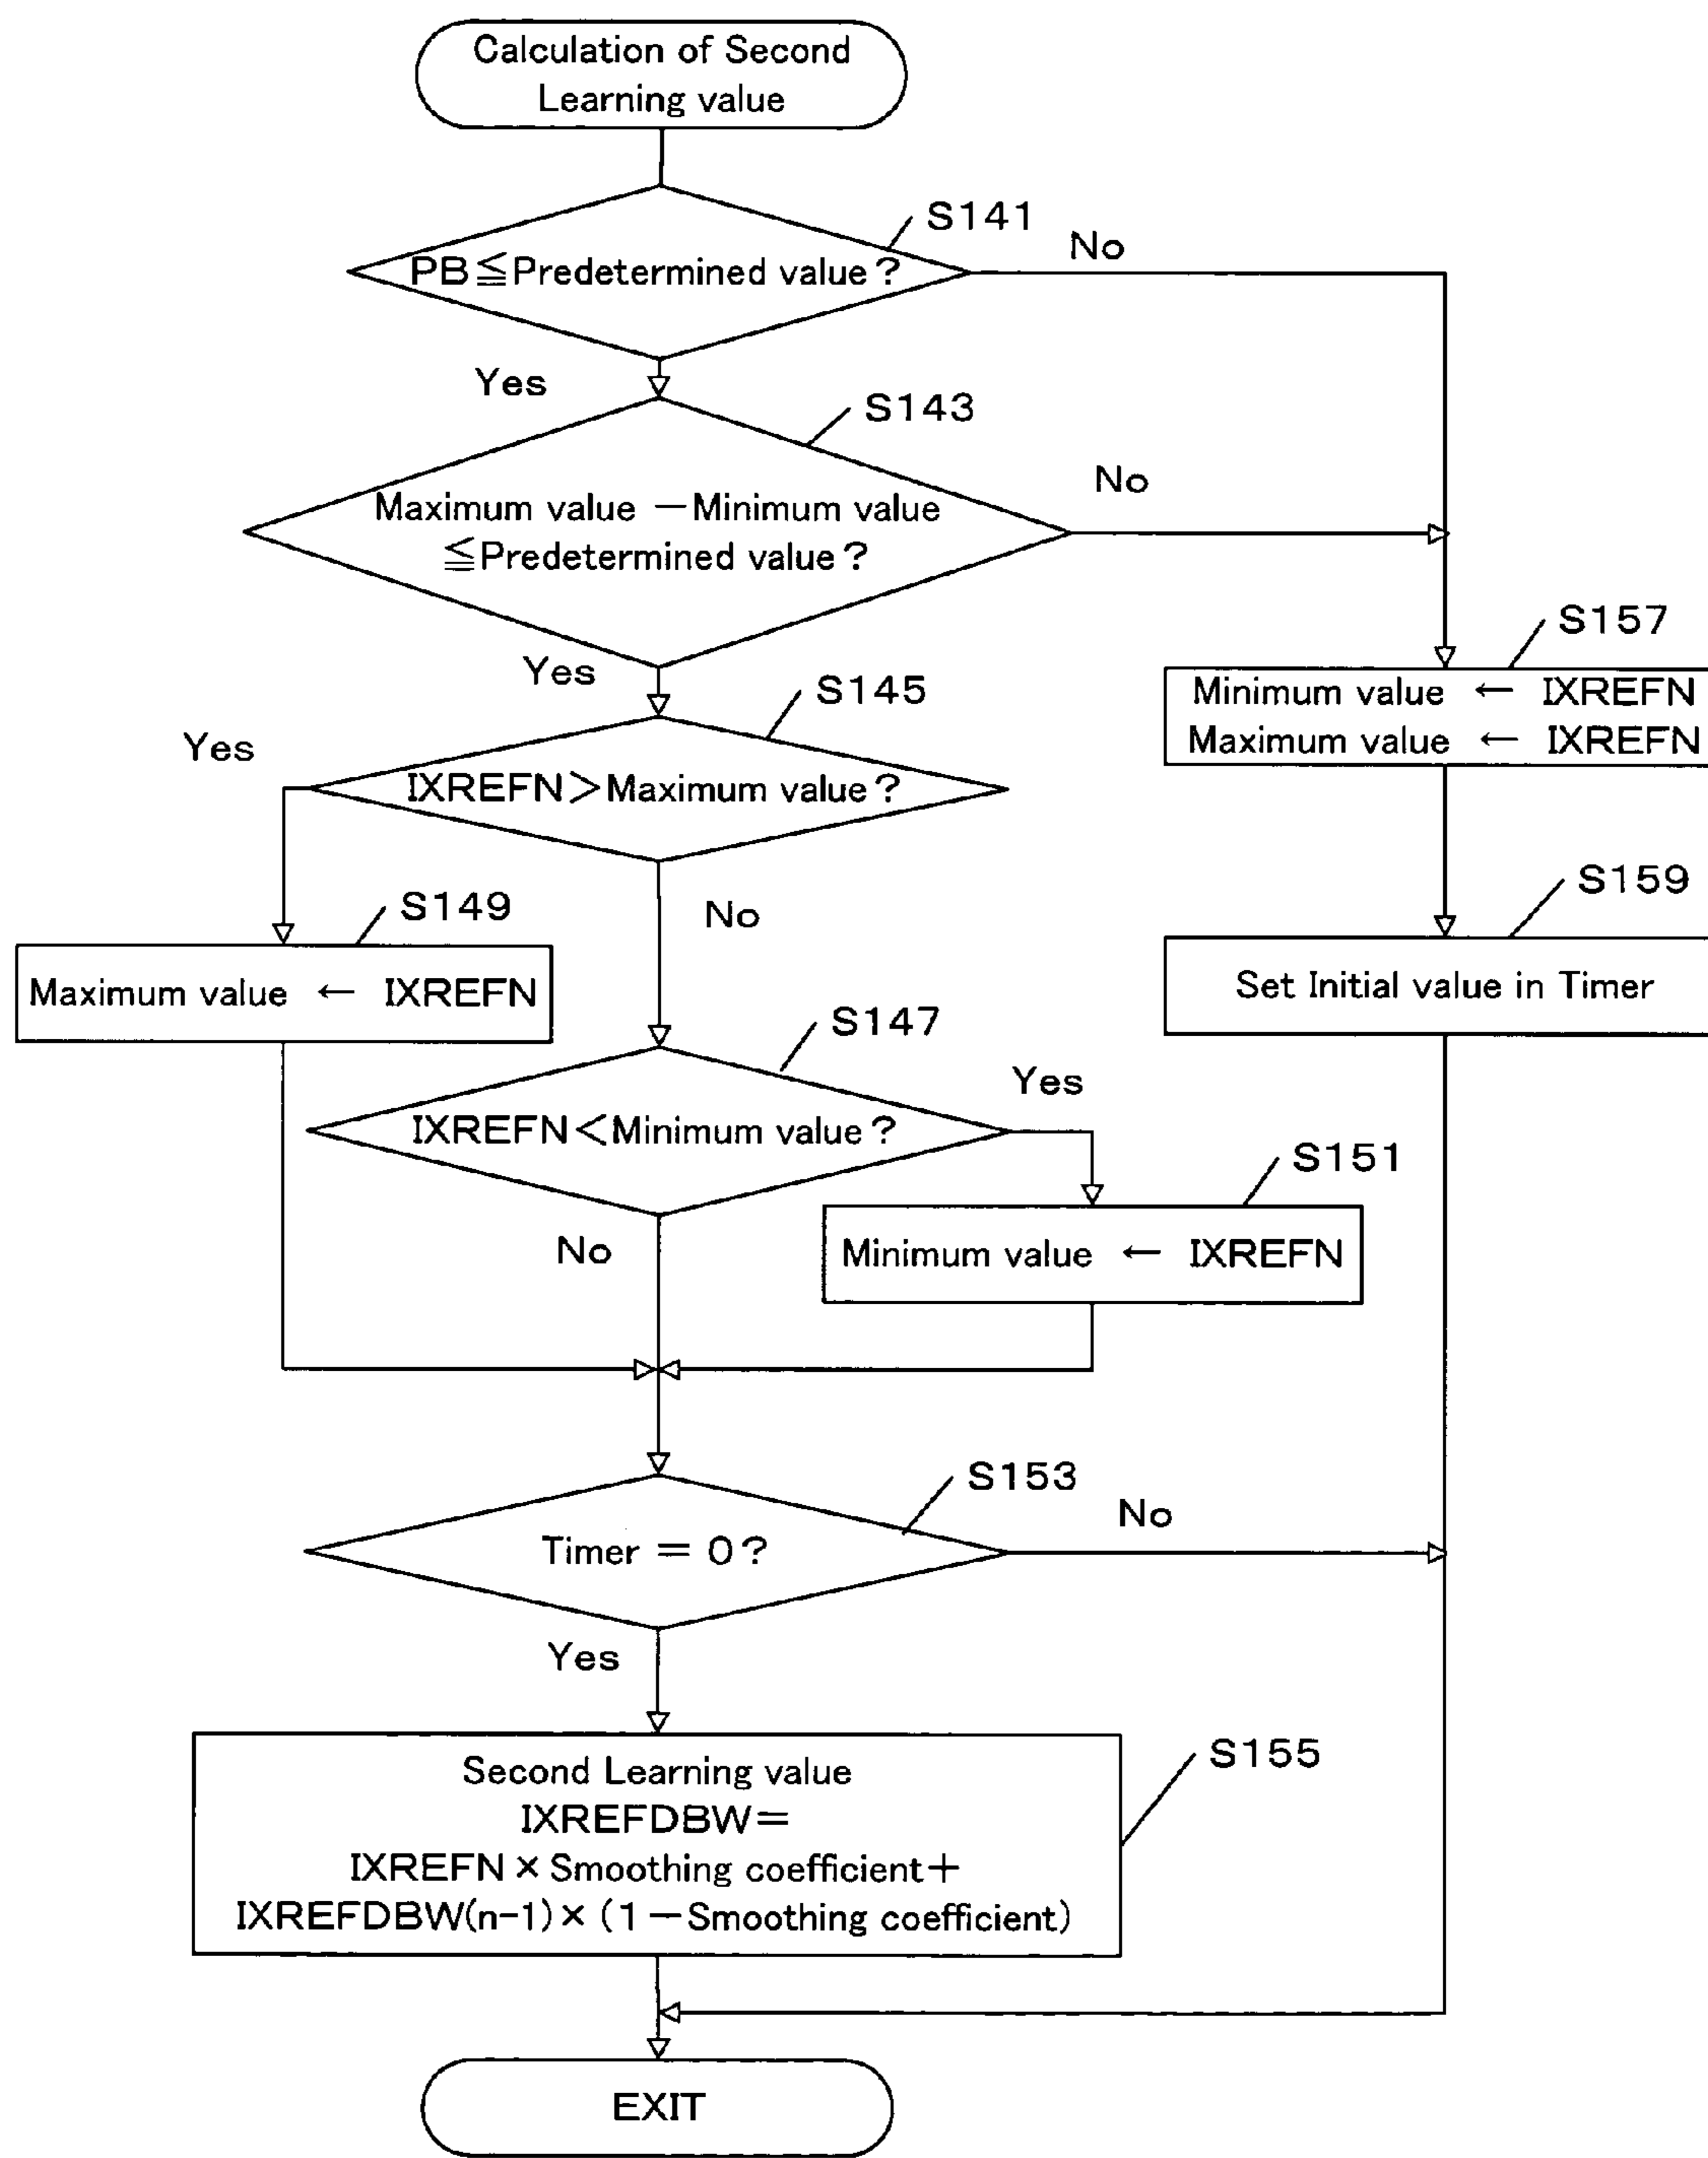 Calculation of Second
Learning value
S141
PB≦Predetermined value?
No
Yes
S143
Maximum value －Minimum value
≦Predetermined value?
No
Yes
S157
Minimum value ← IXREFN
Maximum value ← IXREFN
S145
Yes
IXREFN＞Maximum value?
No
S149
Maximum value ← IXREFN
S159
Set Initial value in Timer
S147
IXREFN＜Minimum value?
Yes
No
S151
Minimum value ← IXREFN
S153
Timer = 0?
No
Yes
S155
Second Learning value
IXREFDBW=
IXREFN × Smoothing coefficient+
IXREFDBW(n-1) × (1－Smoothing coefficient)
EXIT